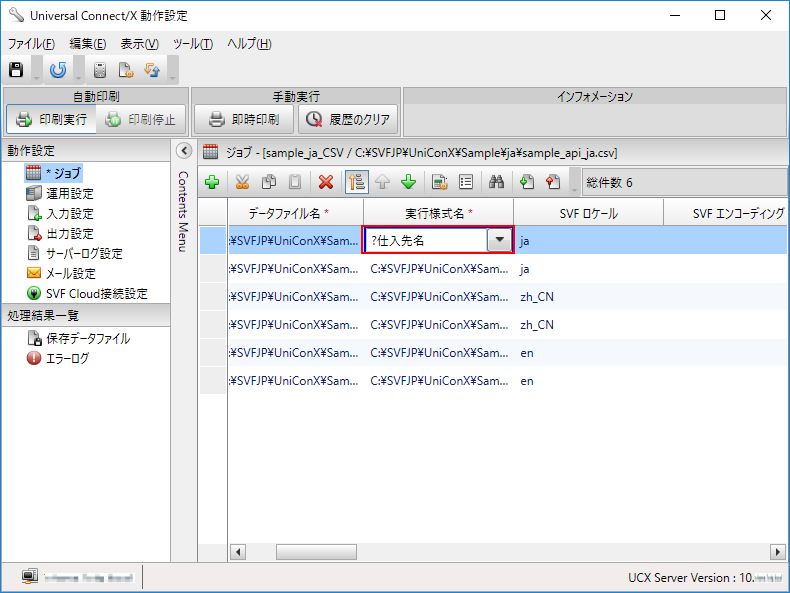 Universal Connect/X 動作設定
ファイル(F) 編集(E) 表示(V) ツール(T) ヘルプ(H)
自動印刷 手動実行 インフォメーション
印刷実行 印刷停止 即時印刷 履歴のクリア
動作設定
* ジョブ
運用設定
入力設定
出力設定
サーバーログ設定
メール設定
SVF Cloud接続設定
処理結果一覧
保存データファイル
エラーログ
Contents Menu
ジョブ - [sample_ja_CSV / C:¥SVFJP¥UniConX¥Sample¥ja¥sample_api_ja.csv]
総件数 6
データファイル名 * 実行様式名 * SVF ロケール SVF エンコーディング
:¥SVFJP¥UniConX¥Sam... ?仕入先名 ja
:¥SVFJP¥UniConX¥Sam... C:¥SVFJP¥UniConX¥Sam... ja
:¥SVFJP¥UniConX¥Sam... C:¥SVFJP¥UniConX¥Sam... zh_CN
:¥SVFJP¥UniConX¥Sam... C:¥SVFJP¥UniConX¥Sam... zh_CN
:¥SVFJP¥UniConX¥Sam... C:¥SVFJP¥UniConX¥Sam... en
:¥SVFJP¥UniConX¥Sam... C:¥SVFJP¥UniConX¥Sam... en
UCX Server Version : 10.